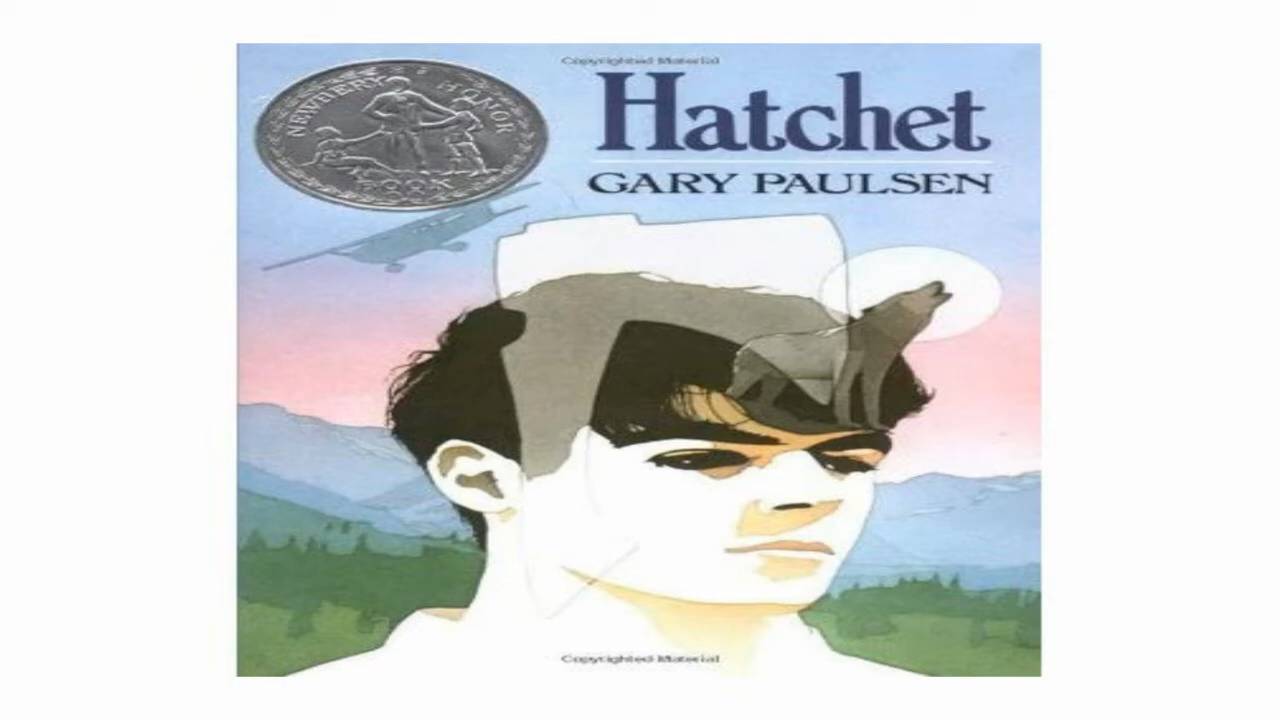 Copyrighted Material
Hatchet
GARY PAULSEN
NEWBERY HONOR
BOOK
Copyrighted Material